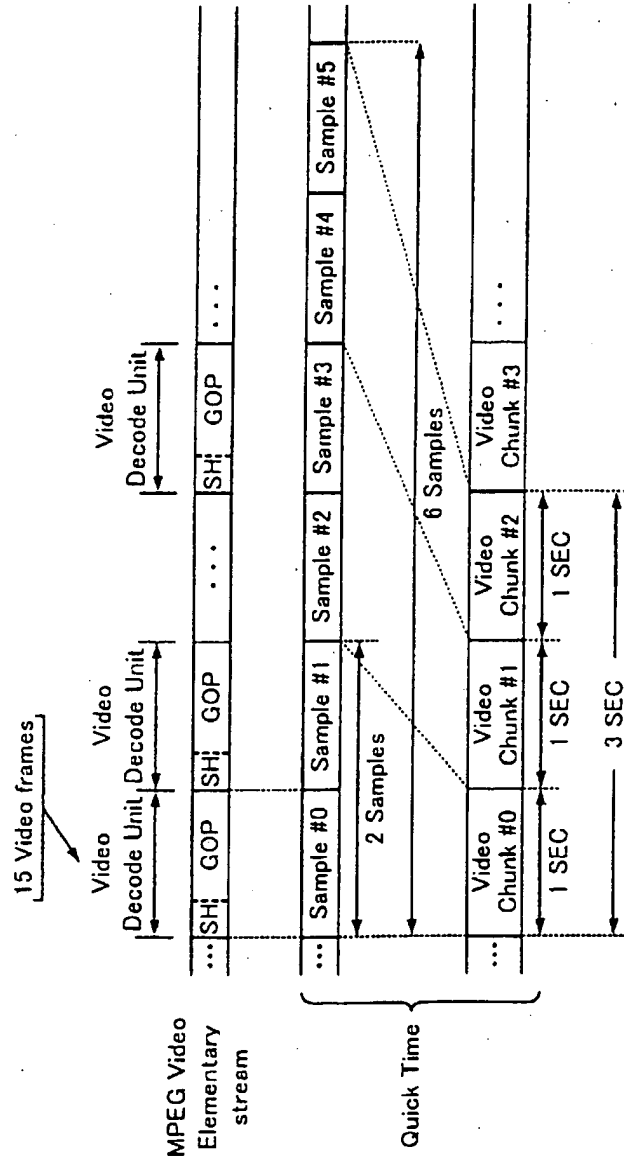 15 Video frames
Video
Decode Unit
Video
Decode Unit
Video
Decode Unit
MPEG Video
Elementary
stream
... SH GOP SH GOP ... SH GOP ...
Quick Time
... Sample #0 Sample #1 Sample #2 Sample #3 Sample #4 Sample #5
2 Samples
6 Samples
... Video
Chunk #0
Video
Chunk #1
Video
Chunk #2
Video
Chunk #3
...
1 SEC
1 SEC
1 SEC
3 SEC